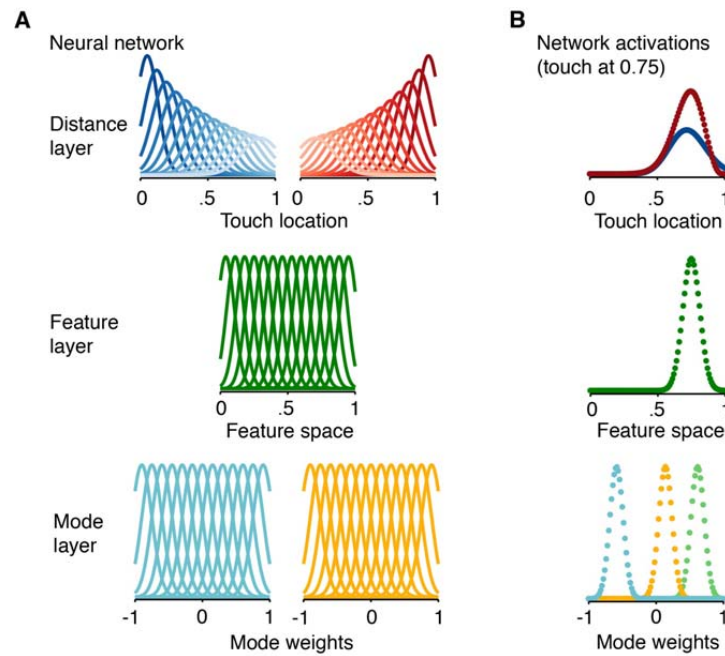 A
Neural network
Distance
layer
0 .5 1 0 .5 1
Touch location
Feature
layer
0 .5 1
Feature space
Mode
layer
-1 0 1 -1 0 1
Mode weights
B
Network activations
(touch at 0.75)
0 .5 1
Touch location
0 .5 1
Feature space
-1 0 1
Mode weights